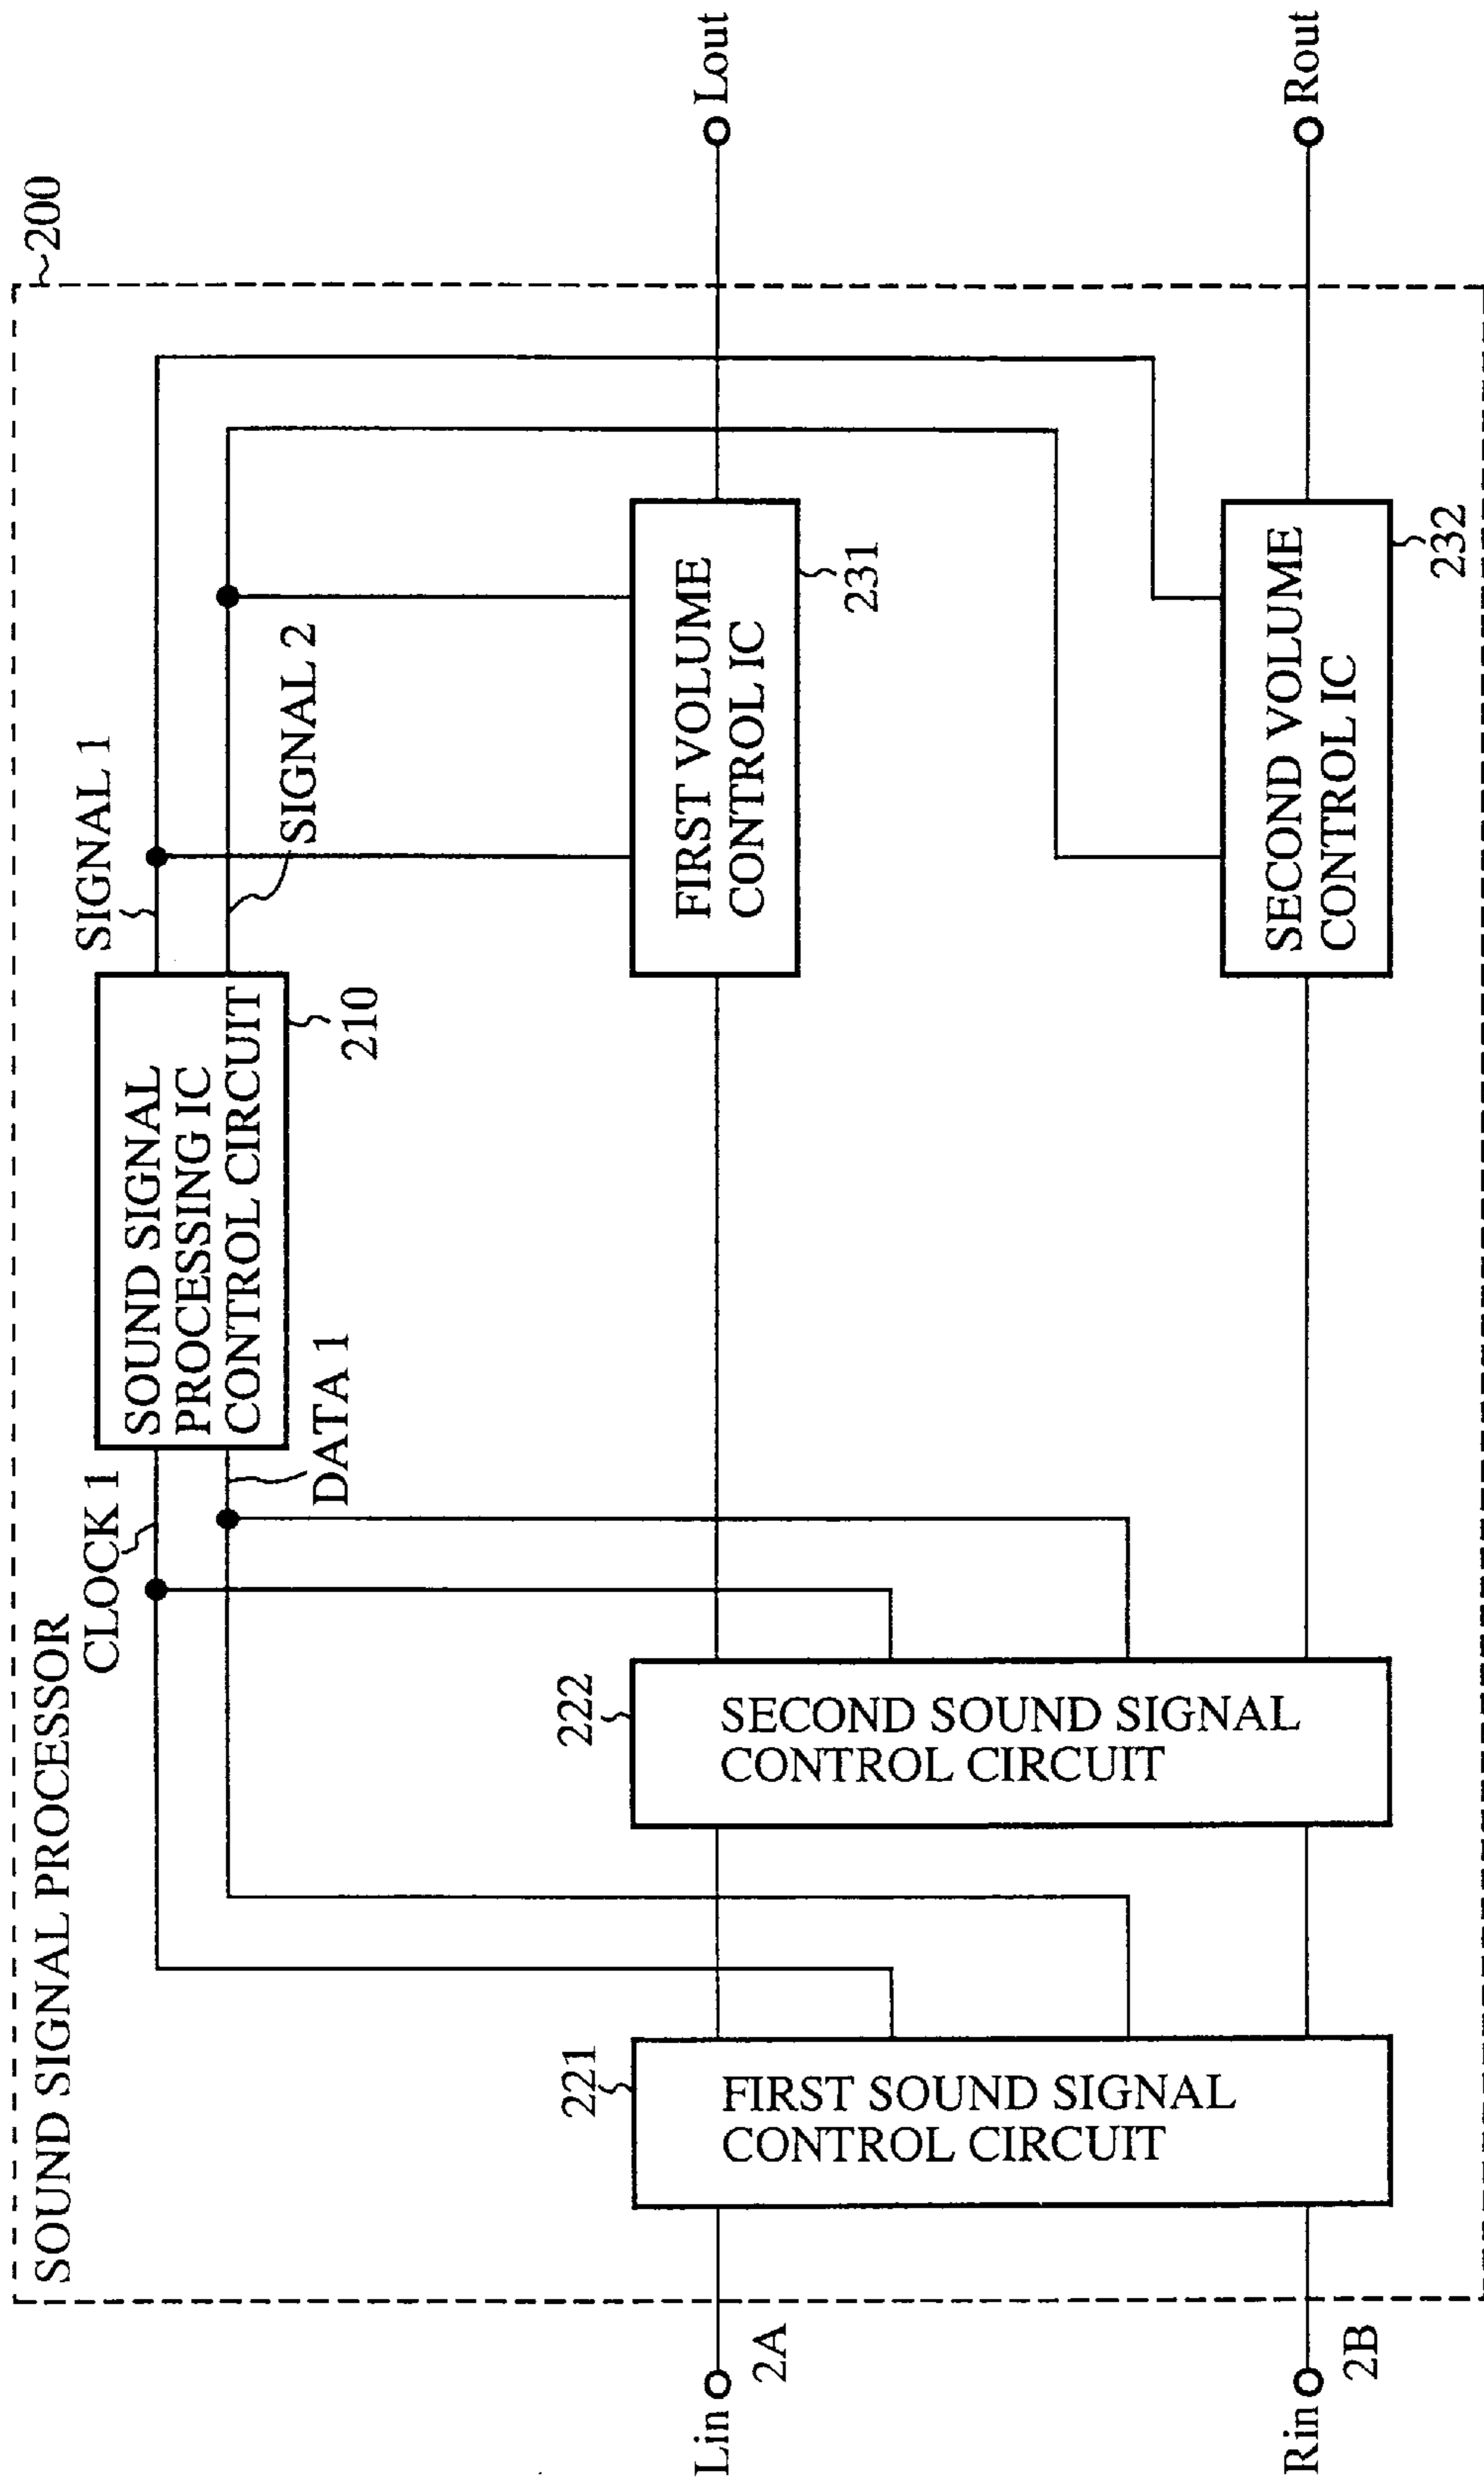 SOUND SIGNAL PROCESSOR
~200
CLOCK 1
DATA 1
SOUND SIGNAL
PROCESSING IC
CONTROL CIRCUIT
210
SIGNAL 1
SIGNAL 2
Lin
2A
Rin
2B
221
FIRST SOUND SIGNAL
CONTROL CIRCUIT
222
SECOND SOUND SIGNAL
CONTROL CIRCUIT
FIRST VOLUME
CONTROL IC
231
SECOND VOLUME
CONTROL IC
232
Lout
Rout